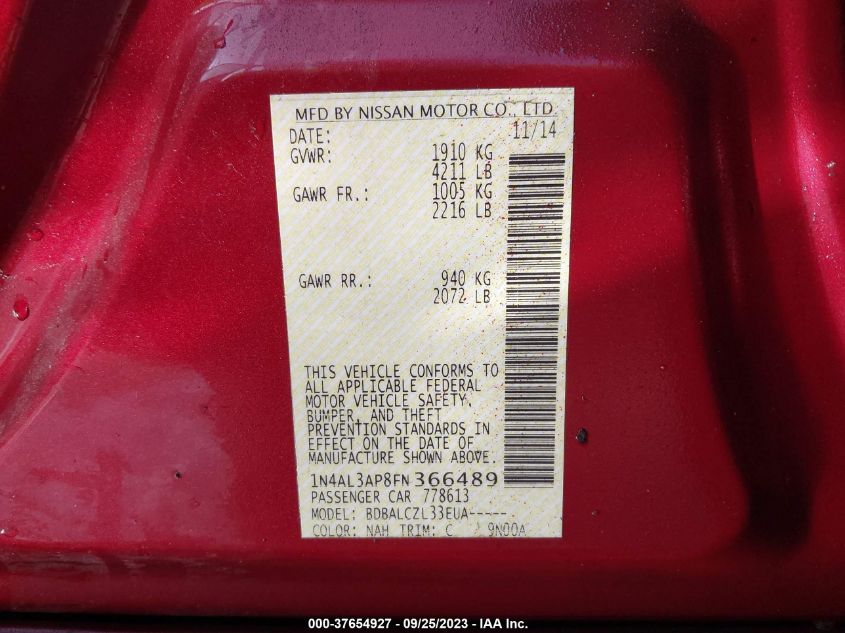 MFD BY NISSAN MOTOR CO., LTD.
DATE: 11/14
GVWR: 1910 KG
4211 LB
GAWR FR.: 1005 KG
2216 LB
GAWR RR.: 940 KG
2072 LB
THIS VEHICLE CONFORMS TO
ALL APPLICABLE FEDERAL
MOTOR VEHICLE SAFETY,
BUMPER, AND THEFT
PREVENTION STANDARDS IN
EFFECT ON THE DATE OF
MANUFACTURE SHOWN ABOVE.
1N4AL3AP8FN366489
PASSENGER CAR 778613
MODEL: BDBALCZL33EUA-----
COLOR: NAH TRIM: C 9N00A
000-37654927 - 09/25/2023 - IAA Inc.